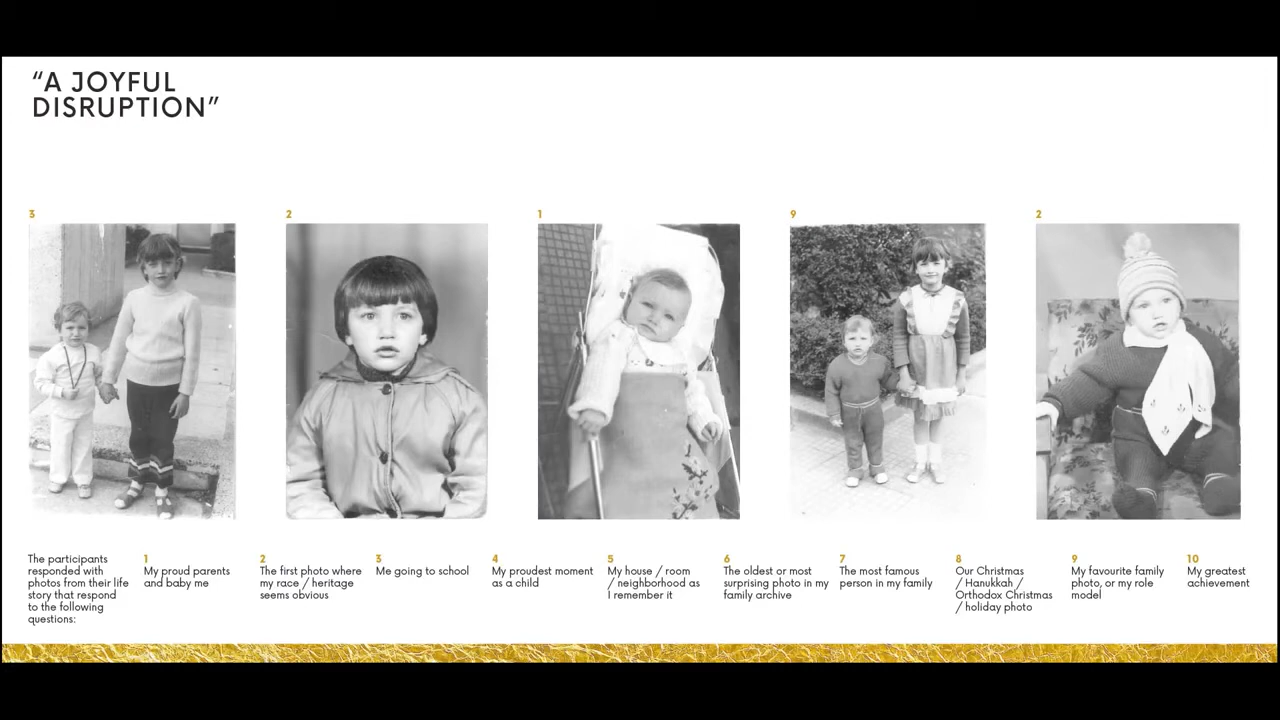 “A JOYFUL
DISRUPTION”
3
2
1
9
2
The participants
responded with
photos from their life
story that respond
to the following
questions:
1
My proud parents
and baby me
2
The first photo where
my race / heritage
seems obvious
3
Me going to school
4
My proudest moment
as a child
5
My house / room
/ neighborhood as
I remember it
6
The oldest or most
surprising photo in my
family archive
7
The most famous
person in my family
8
Our Christmas
/ Hanukkah /
Orthodox Christmas
/ holiday photo
9
My favourite family
photo, or my role
model
10
My greatest
achievement